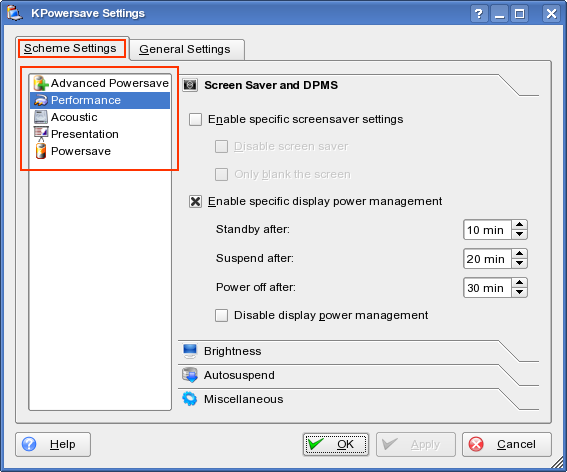 KPowersave Settings
Scheme Settings
General Settings
Advanced Powersave
Performance
Acoustic
Presentation
Powersave
Screen Saver and DPMS
Enable specific screensaver settings
Disable screen saver
Only blank the screen
Enable specific display power management
Standby after: 10 min
Suspend after: 20 min
Power off after: 30 min
Disable display power management
Brightness
Autosuspend
Miscellaneous
Help
OK
Apply
Cancel